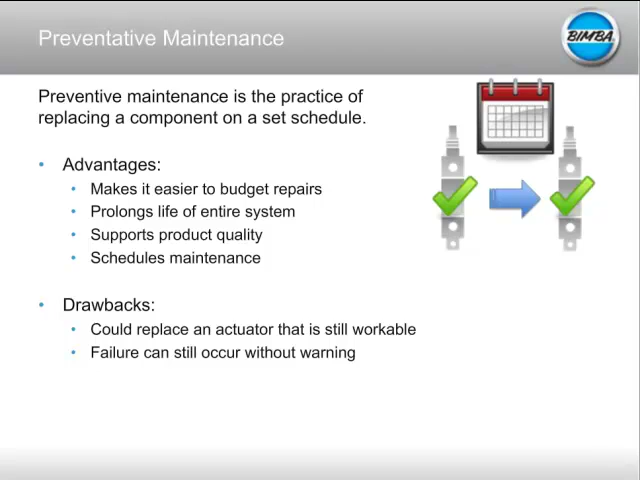 Preventative Maintenance
BIMBA
Preventive maintenance is the practice of
replacing a component on a set schedule.
• Advantages:
• Makes it easier to budget repairs
• Prolongs life of entire system
• Supports product quality
• Schedules maintenance
• Drawbacks:
• Could replace an actuator that is still workable
• Failure can still occur without warning